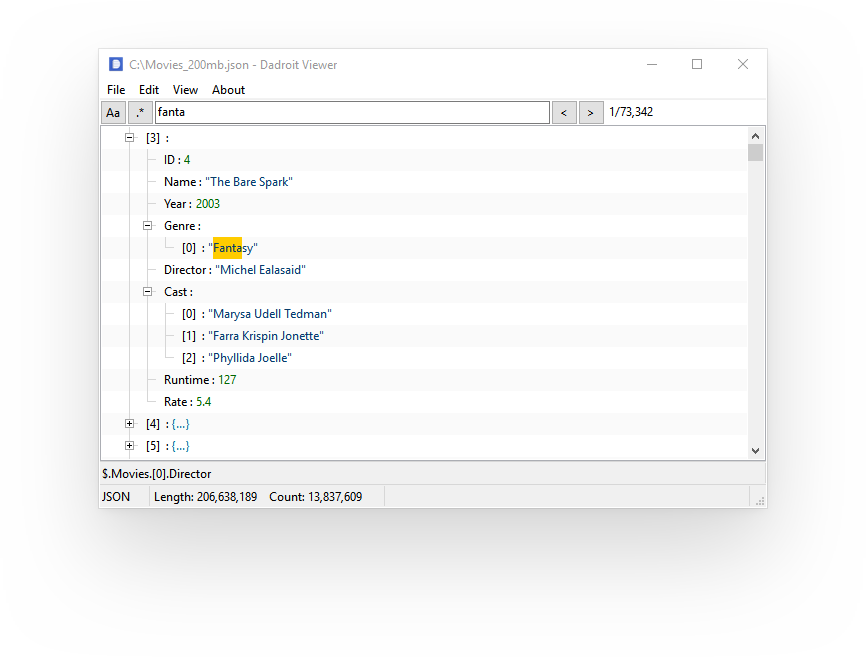 D C:\Movies_200mb.json - Dadroit Viewer
File Edit View About
Aa .* fanta < > 1/73,342
[3] :
ID : 4
Name : "The Bare Spark"
Year : 2003
Genre :
[0] : "Fantasy"
Director : "Michel Ealasaid"
Cast :
[0] : "Marysa Udell Tedman"
[1] : "Farra Krispin Jonette"
[2] : "Phyllida Joelle"
Runtime : 127
Rate : 5.4
[4] : {...}
[5] : {...}
$.Movies.[0].Director
JSON Length: 206,638,189 Count: 13,837,609